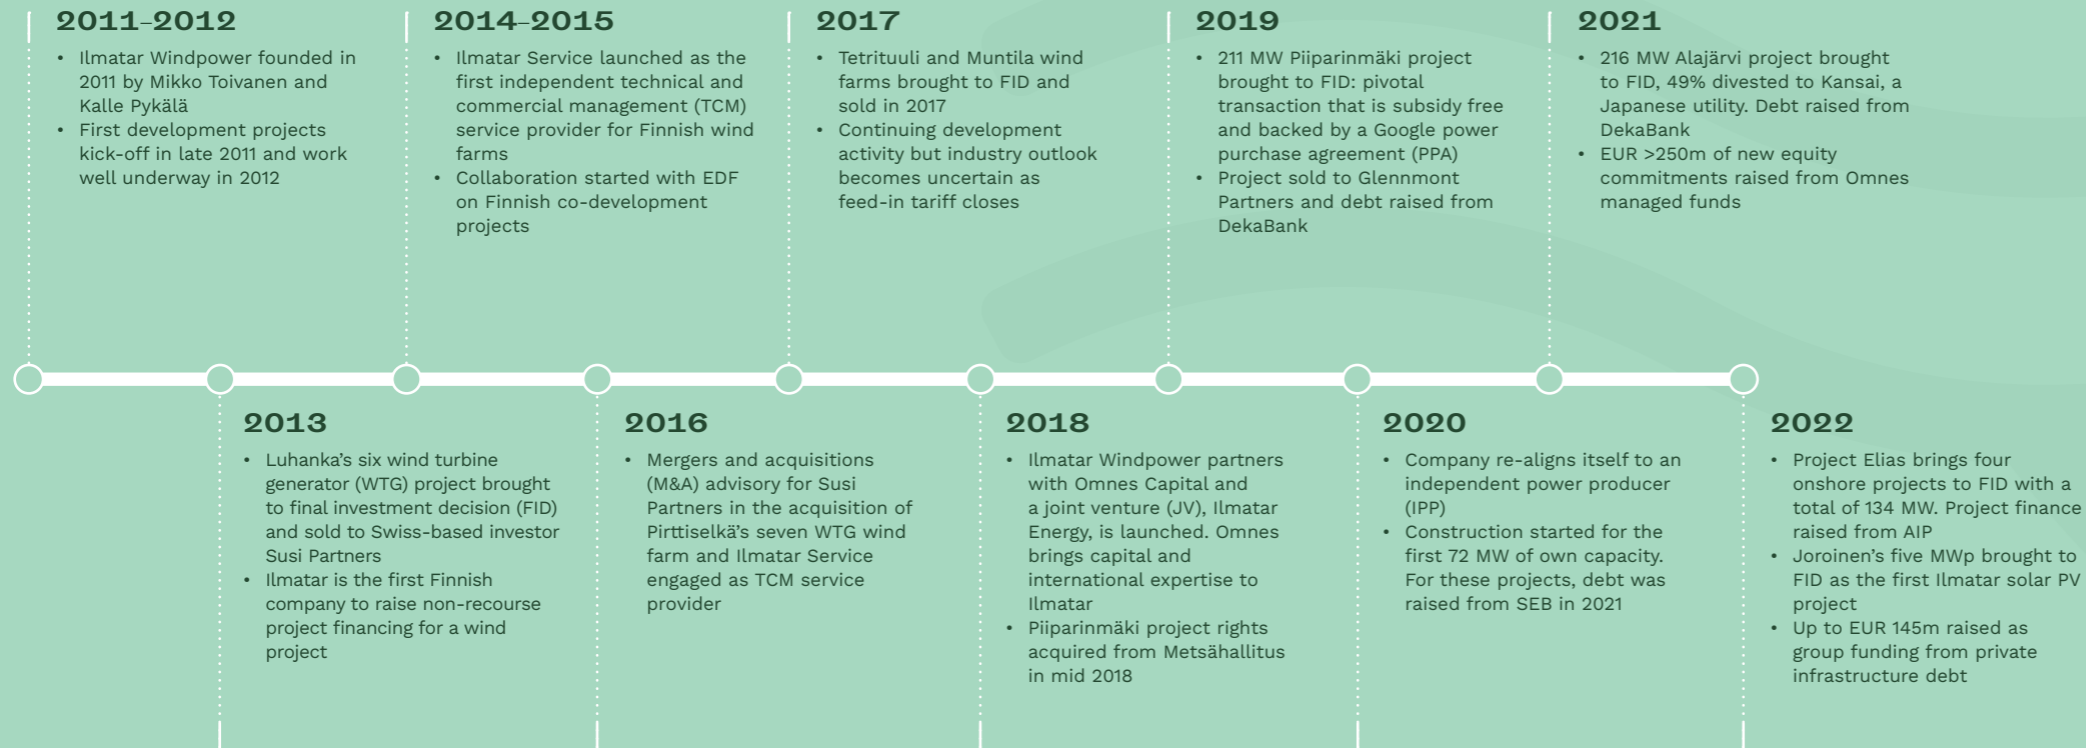 2011–2012
• Ilmatar Windpower founded in
2011 by Mikko Toivanen and
Kalle Pykälä
• First development projects
kick-off in late 2011 and work
well underway in 2012
2014–2015
• Ilmatar Service launched as the
first independent technical and
commercial management (TCM)
service provider for Finnish wind
farms
• Collaboration started with EDF
on Finnish co-development
projects
2017
• Tetrituuli and Muntila wind
farms brought to FID and
sold in 2017
• Continuing development
activity but industry outlook
becomes uncertain as
feed-in tariff closes
2019
• 211 MW Piiparinmäki project
brought to FID: pivotal
transaction that is subsidy free
and backed by a Google power
purchase agreement (PPA)
• Project sold to Glennmont
Partners and debt raised from
DekaBank
2021
• 216 MW Alajärvi project brought
to FID, 49% divested to Kansai, a
Japanese utility. Debt raised from
DekaBank
• EUR >250m of new equity
commitments raised from Omnes
managed funds
2013
• Luhanka’s six wind turbine
generator (WTG) project brought
to final investment decision (FID)
and sold to Swiss-based investor
Susi Partners
• Ilmatar is the first Finnish
company to raise non-recourse
project financing for a wind
project
2016
• Mergers and acquisitions
(M&A) advisory for Susi
Partners in the acquisition of
Pirttiselkä’s seven WTG wind
farm and Ilmatar Service
engaged as TCM service
provider
2018
• Ilmatar Windpower partners
with Omnes Capital and
a joint venture (JV), Ilmatar
Energy, is launched. Omnes
brings capital and
international expertise to
Ilmatar
• Piiparinmäki project rights
acquired from Metsähallitus
in mid 2018
2020
• Company re-aligns itself to an
independent power producer
(IPP)
• Construction started for the
first 72 MW of own capacity.
For these projects, debt was
raised from SEB in 2021
2022
• Project Elias brings four
onshore projects to FID with a
total of 134 MW. Project finance
raised from AIP
• Joroinen’s five MWp brought to
FID as the first Ilmatar solar PV
project
• Up to EUR 145m raised as
group funding from private
infrastructure debt